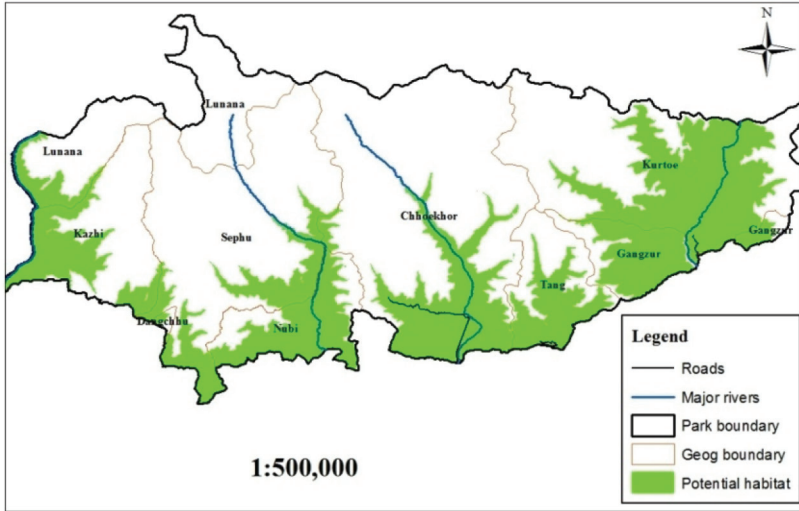 N
Lunana
Lunana
Kurtoe
Chhoekhor
Kazhi
Sephu
Gangzur
Gangzur
Tang
Dangchhu
Nubi
Legend
Roads
Major rivers
Park boundary
Geog boundary
Potential habitat
1:500,000